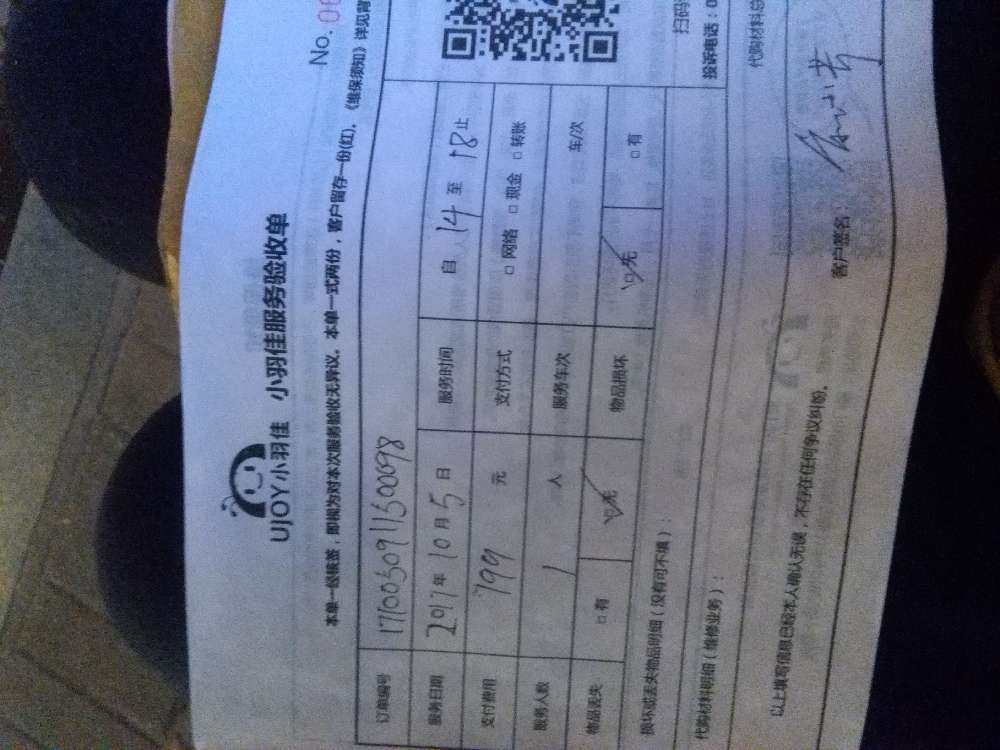 No. 00
UJOY小羽佳 小羽佳服务验收单
本单一经核签，即视为对本次服务验收无异议。本单一式两份，客户留存一份(红)，《维保须知》详见背
订单编号 1710030911500098
服务日期 2017年10月5日 服务时间 自 14 至 18 止
支付费用 799 元 支付方式 □ 网络 □ 现金 □ 转账
服务人数 1 人 服务车次 车/次
物品丢失 □ 有 ☑ 无 物品损坏 ☑ 无 □ 有
损坏或丢失物品明细（没有可不填）：
扫码
代购材料明细（维修业务）：
投诉电话：0
代购材料总
以上填写信息已经本人确认无误，不存在任何争议纠纷。
客户签名：